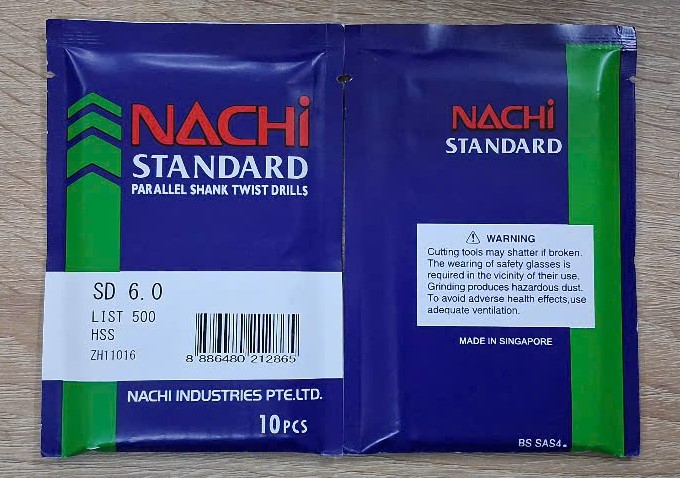 NACHi
STANDARD
PARALLEL SHANK TWIST DRILLS
SD 6.0
LIST 500
HSS
ZH11016
8 886480 212865
NACHI INDUSTRIES PTE.LTD.
10PCS
NACHi
STANDARD
⚠ WARNING
Cutting tools may shatter if broken.
The wearing of safety glasses is
required in the vicinity of their use.
Grinding produces hazardous dust.
To avoid adverse health effects,use
adequate ventilation.
MADE IN SINGAPORE
BS SAS4